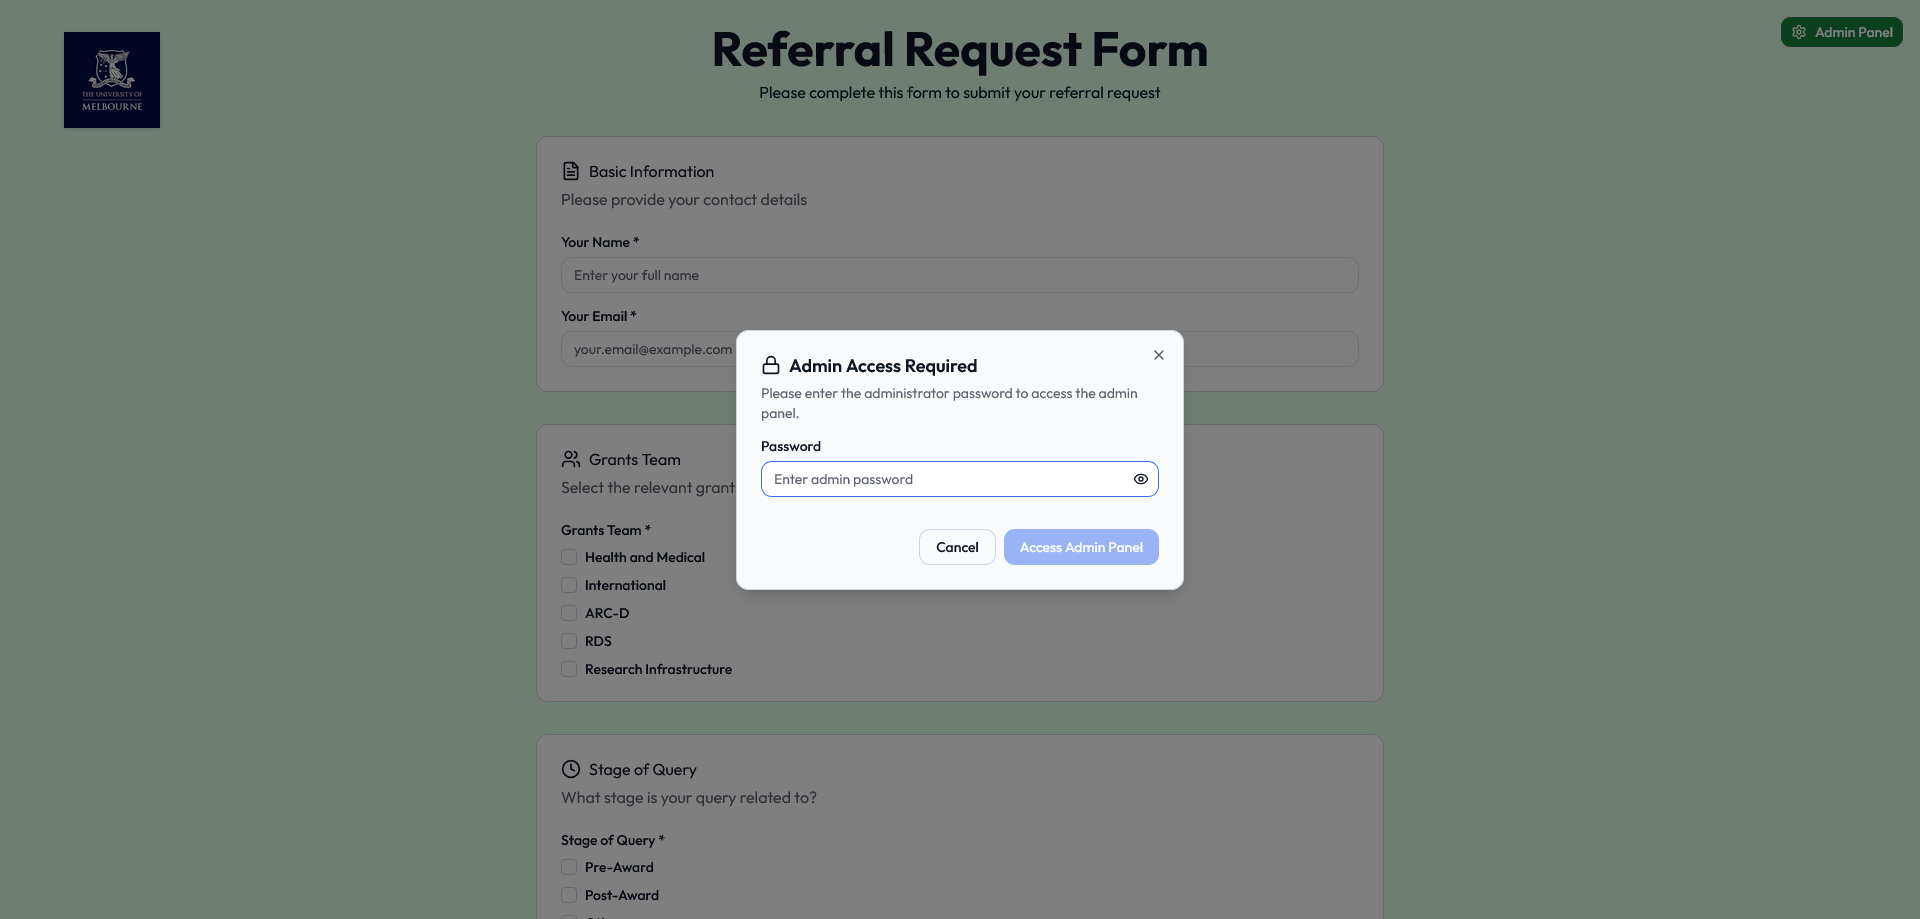 Admin Panel
Referral Request Form
Please complete this form to submit your referral request
THE UNIVERSITY OF
MELBOURNE
Basic Information
Please provide your contact details
Your Name *
Enter your full name
Your Email *
your.email@example.com
Admin Access Required
Please enter the administrator password to access the admin
panel.
Password
Enter admin password
Cancel
Access Admin Panel
Grants Team
Select the relevant grant
Grants Team *
Health and Medical
International
ARC-D
RDS
Research Infrastructure
Stage of Query
What stage is your query related to?
Stage of Query *
Pre-Award
Post-Award